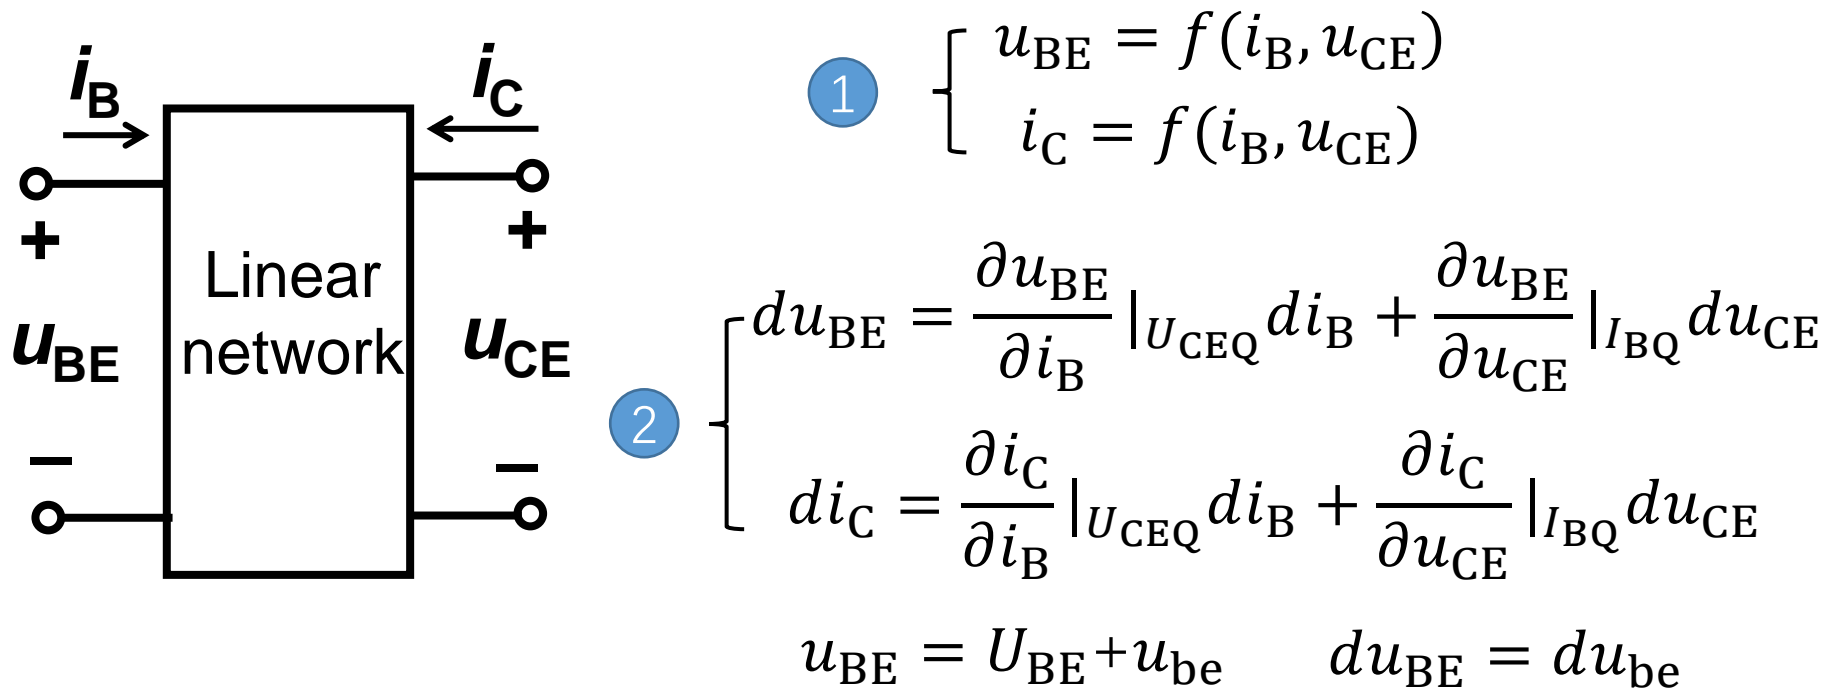 i_B
i_C
+
+
Linear
network
u_BE
u_CE
−
−
1
u_BE = f(i_B, u_CE)
i_C = f(i_B, u_CE)
2
du_BE = ∂u_BE/∂i_B |_{U_CEQ} di_B + ∂u_BE/∂u_CE |_{I_BQ} du_CE
di_C = ∂i_C/∂i_B |_{U_CEQ} di_B + ∂i_C/∂u_CE |_{I_BQ} du_CE
u_BE = U_BE+u_be du_BE = du_be